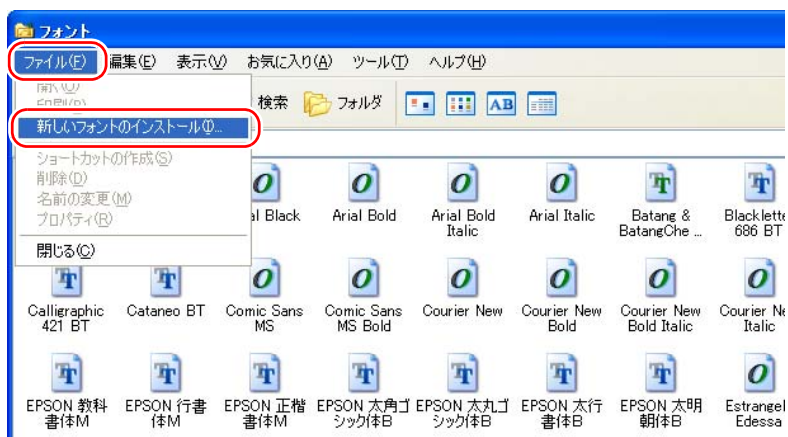 フォント
ファイル(F) 編集(E) 表示(V) お気に入り(A) ツール(T) ヘルプ(H)
開く(O)
印刷(P)
検索 フォルダ
新しいフォントのインストール(I)...
ショートカットの作成(S)
削除(D)
名前の変更(M)
プロパティ(R)
閉じる(C)
Black Arial Bold Arial Bold Arial Italic Batang & Blacklette
Italic BatangChe ... 686 BT
Calligraphic Cataneo BT Comic Sans Comic Sans Courier New Courier New Courier New Courier Ne
421 BT MS MS Bold Bold Bold Italic Italic
EPSON 教科 EPSON 行書 EPSON 正楷 EPSON 太角ゴ EPSON 太丸ゴ EPSON 太行 EPSON 太明 Estrangel
書体M 体M 書体M シック体B シック体B 書体B 朝体B Edessa